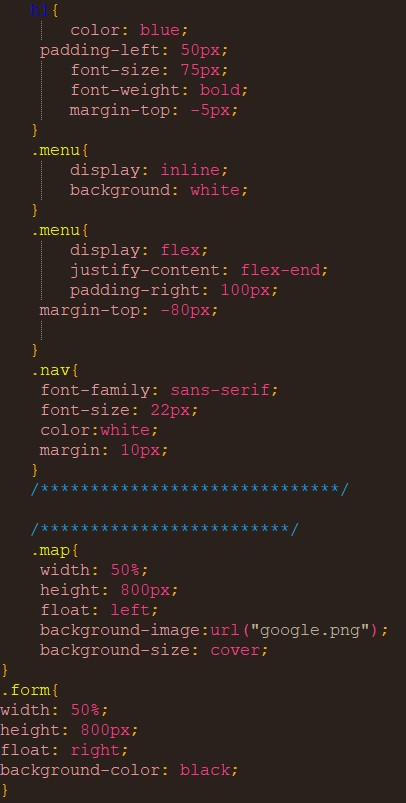 h1{
color: blue;
padding-left: 50px;
font-size: 75px;
font-weight: bold;
margin-top: -5px;
}
.menu{
display: inline;
background: white;
}
.menu{
display: flex;
justify-content: flex-end;
padding-right: 100px;
margin-top: -80px;
}
.nav{
font-family: sans-serif;
font-size: 22px;
color:white;
margin: 10px;
}
/******************************/
/*************************/
.map{
width: 50%;
height: 800px;
float: left;
background-image:url("google.png");
background-size: cover;
}
.form{
width: 50%;
height: 800px;
float: right;
background-color: black;
}